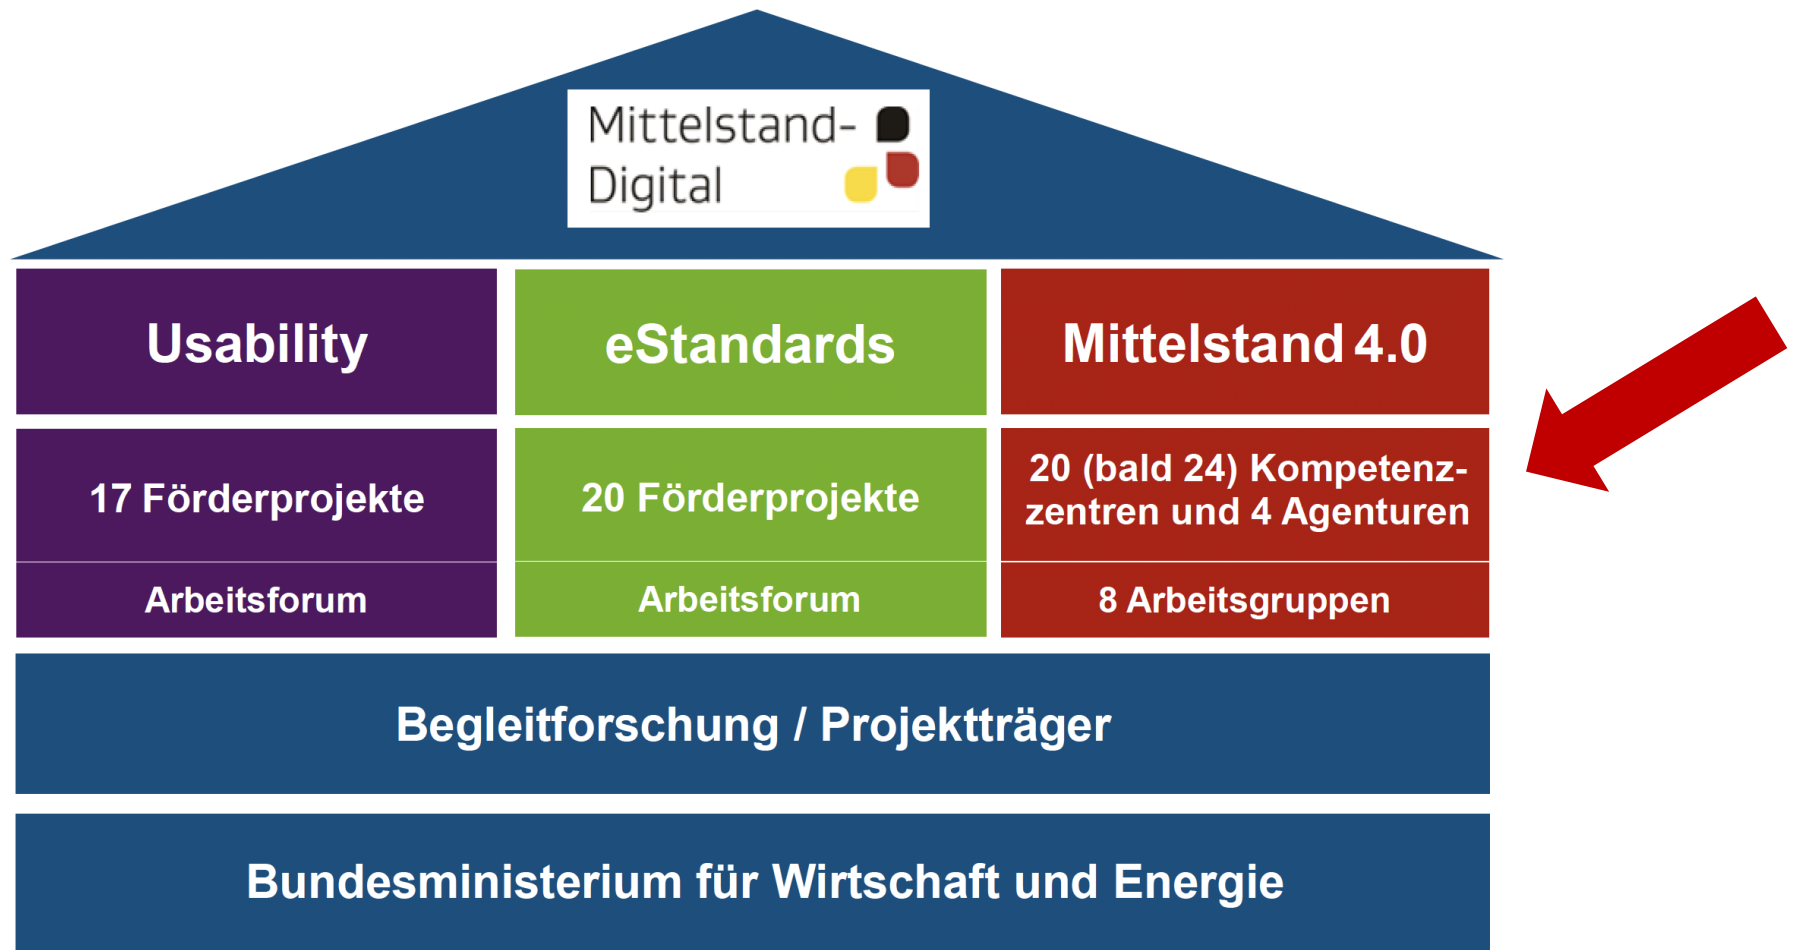 Mittelstand-
Digital
Usability
eStandards
Mittelstand 4.0
17 Förderprojekte
20 Förderprojekte
20 (bald 24) Kompetenz-
zentren und 4 Agenturen
Arbeitsforum
Arbeitsforum
8 Arbeitsgruppen
Begleitforschung / Projektträger
Bundesministerium für Wirtschaft und Energie